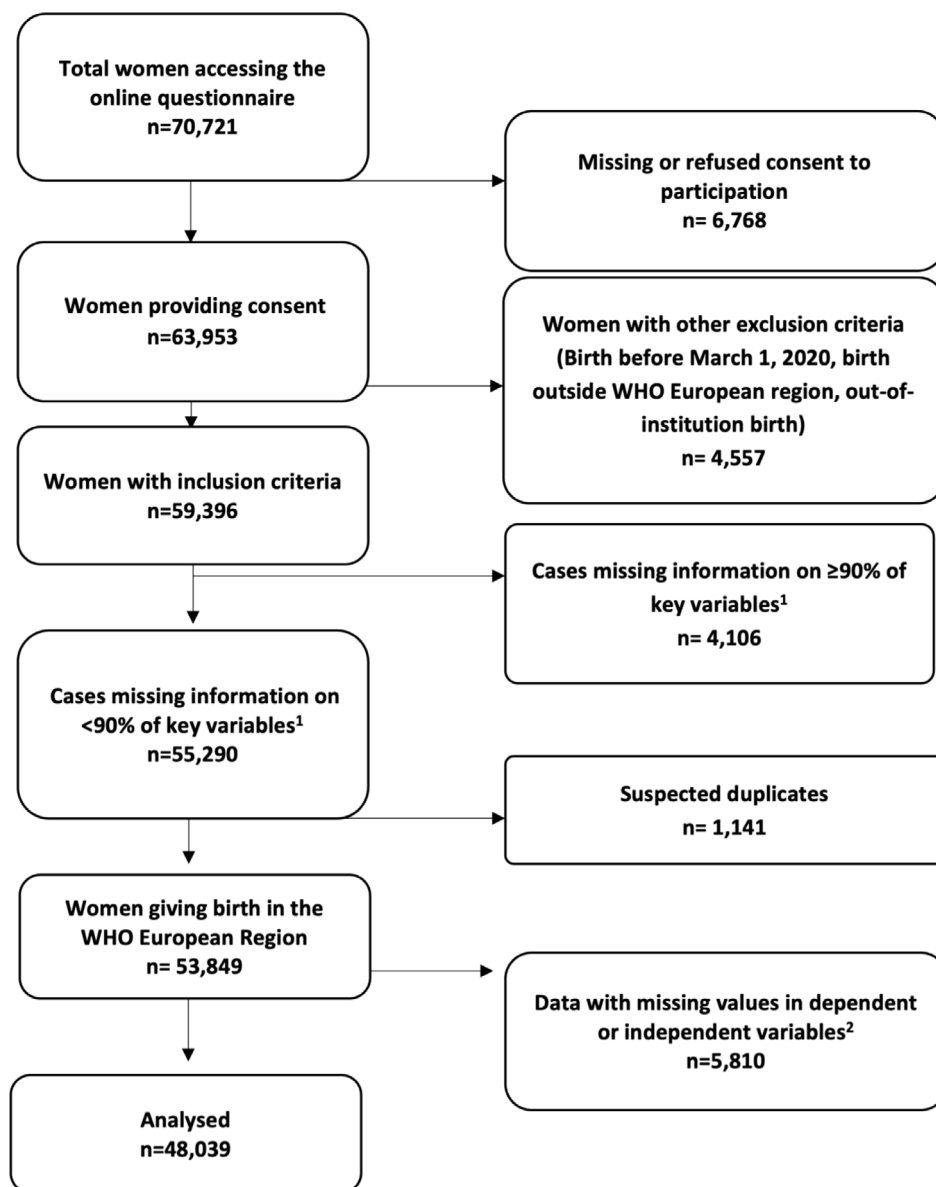 Total women accessing the
online questionnaire
n=70,721
Missing or refused consent to
participation
n= 6,768
Women providing consent
n=63,953
Women with other exclusion criteria
(Birth before March 1, 2020, birth
outside WHO European region, out-of-
institution birth)
n= 4,557
Women with inclusion criteria
n=59,396
Cases missing information on ≥90% of
key variables¹
n= 4,106
Cases missing information on
<90% of key variables¹
n=55,290
Suspected duplicates
n= 1,141
Women giving birth in the
WHO European Region
n= 53,849
Data with missing values in dependent
or independent variables²
n=5,810
Analysed
n=48,039